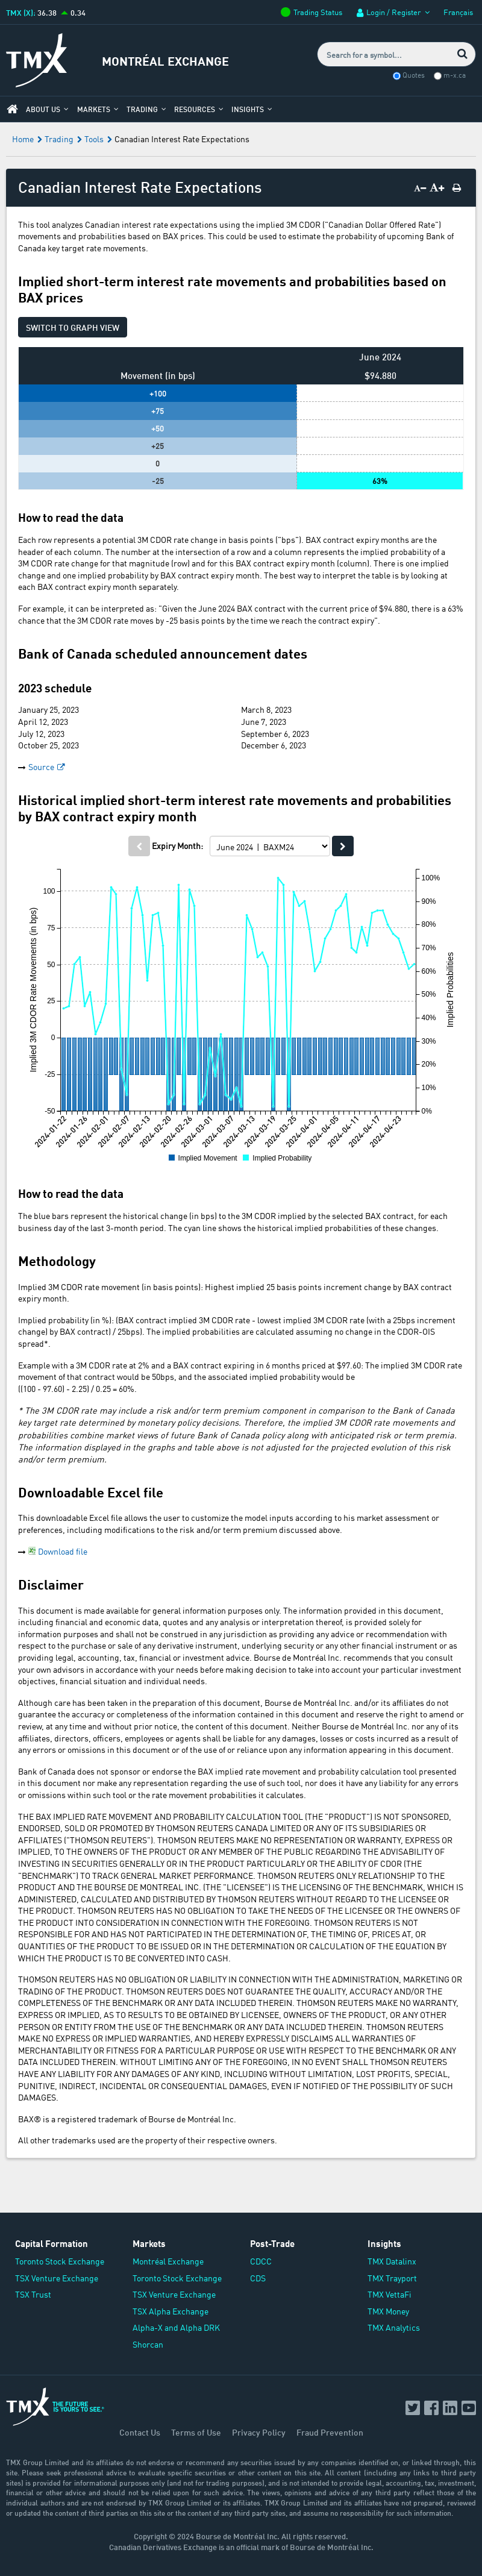 TMX (X): 36.38 0.34
Trading Status
Login / Register
Français
TMX
MONTRÉAL EXCHANGE
Search for a symbol...
Quotes
m-x.ca
ABOUT US
MARKETS
TRADING
RESOURCES
INSIGHTS
Home
Trading
Tools
Canadian Interest Rate Expectations
Canadian Interest Rate Expectations
A− A+
This tool analyzes Canadian interest rate expectations using the implied 3M CDOR ("Canadian Dollar Offered Rate")
movements and probabilities based on BAX prices. This could be used to estimate the probability of upcoming Bank of
Canada key target rate movements.
Implied short-term interest rate movements and probabilities based on
BAX prices
SWITCH TO GRAPH VIEW
June 2024
Movement (in bps) $94.880
+100
+75
+50
+25
0
-25 63%
How to read the data
Each row represents a potential 3M CDOR rate change in basis points ("bps"). BAX contract expiry months are the
header of each column. The number at the intersection of a row and a column represents the implied probability of a
3M CDOR rate change for that magnitude (row) and for this BAX contract expiry month (column). There is one implied
change and one implied probability by BAX contract expiry month. The best way to interpret the table is by looking at
each BAX contract expiry month separately.
For example, it can be interpreted as: "Given the June 2024 BAX contract with the current price of $94.880, there is a 63%
chance that the 3M CDOR rate moves by -25 basis points by the time we reach the contract expiry".
Bank of Canada scheduled announcement dates
2023 schedule
January 25, 2023
April 12, 2023
July 12, 2023
October 25, 2023
March 8, 2023
June 7, 2023
September 6, 2023
December 6, 2023
Source
Historical implied short-term interest rate movements and probabilities
by BAX contract expiry month
Expiry Month:
June 2024 | BAXM24
Implied 3M CDOR Rate Movements (in bps)
100
75
50
25
0
-25
-50
100%
90%
80%
70%
60%
50%
40%
30%
20%
10%
0%
Implied Probabilities
2024-01-22
2024-01-26
2024-02-01
2024-02-07
2024-02-13
2024-02-20
2024-02-26
2024-03-01
2024-03-07
2024-03-13
2024-03-19
2024-03-25
2024-04-01
2024-04-05
2024-04-11
2024-04-17
2024-04-23
Implied Movement
Implied Probability
How to read the data
The blue bars represent the historical change (in bps) to the 3M CDOR implied by the selected BAX contract, for each
business day of the last 3-month period. The cyan line shows the historical implied probabilities of these changes.
Methodology
Implied 3M CDOR rate movement (in basis points): Highest implied 25 basis points increment change by BAX contract
expiry month.
Implied probability (in %): (BAX contract implied 3M CDOR rate - lowest implied 3M CDOR rate (with a 25bps increment
change) by BAX contract) / 25bps). The implied probabilities are calculated assuming no change in the CDOR-OIS
spread*.
Example with a 3M CDOR rate at 2% and a BAX contract expiring in 6 months priced at $97.60: The implied 3M CDOR rate
movement of that contract would be 50bps, and the associated implied probability would be
((100 - 97.60) - 2.25) / 0.25 = 60%.
* The 3M CDOR rate may include a risk and/or term premium component in comparison to the Bank of Canada
key target rate determined by monetary policy decisions. Therefore, the implied 3M CDOR rate movements and
probabilities combine market views of future Bank of Canada policy along with anticipated risk or term premia.
The information displayed in the graphs and table above is not adjusted for the projected evolution of this risk
and/or term premium.
Downloadable Excel file
This downloadable Excel file allows the user to customize the model inputs according to his market assessment or
preferences, including modifications to the risk and/or term premium discussed above.
Download file
Disclaimer
This document is made available for general information purposes only. The information provided in this document,
including financial and economic data, quotes and any analysis or interpretation thereof, is provided solely for
information purposes and shall not be construed in any jurisdiction as providing any advice or recommendation with
respect to the purchase or sale of any derivative instrument, underlying security or any other financial instrument or as
providing legal, accounting, tax, financial or investment advice. Bourse de Montréal Inc. recommends that you consult
your own advisors in accordance with your needs before making decision to take into account your particular investment
objectives, financial situation and individual needs.
Although care has been taken in the preparation of this document, Bourse de Montréal Inc. and/or its affiliates do not
guarantee the accuracy or completeness of the information contained in this document and reserve the right to amend or
review, at any time and without prior notice, the content of this document. Neither Bourse de Montréal Inc. nor any of its
affiliates, directors, officers, employees or agents shall be liable for any damages, losses or costs incurred as a result of
any errors or omissions in this document or of the use of or reliance upon any information appearing in this document.
Bank of Canada does not sponsor or endorse the BAX implied rate movement and probability calculation tool presented
in this webpage, nor does it make any representation regarding the use of such tool, or does it have any liability for any errors
or omissions within such tool or the rate movement probabilities it calculates.
THE BAX IMPLIED RATE MOVEMENT AND PROBABILITY CALCULATION TOOL (THE "PRODUCT") IS NOT SPONSORED,
ENDORSED, SOLD OR PROMOTED BY THOMSON REUTERS CANADA LIMITED OR ANY OF ITS SUBSIDIARIES OR
AFFILIATES ("THOMSON REUTERS"). THOMSON REUTERS MAKE NO REPRESENTATION OR WARRANTY, EXPRESS OR
IMPLIED, TO THE OWNERS OF THE PRODUCT OR ANY MEMBER OF THE PUBLIC REGARDING THE ADVISABILITY OF
INVESTING IN SECURITIES GENERALLY OR IN THE PRODUCT PARTICULARLY OR THE ABILITY OF CDOR (THE
"BENCHMARK") TO TRACK GENERAL MARKET PERFORMANCE. THOMSON REUTERS ONLY RELATIONSHIP TO THE
PRODUCT AND THE BOURSE DE MONTREAL INC. (THE "LICENSEE") IS THE LICENSING OF THE BENCHMARK, WHICH IS
ADMINISTERED, CALCULATED AND DISTRIBUTED BY THOMSON REUTERS WITHOUT REGARD TO THE LICENSEE OR
THE PRODUCT. THOMSON REUTERS HAS NO OBLIGATION TO TAKE THE NEEDS OF THE LICENSEE OR THE OWNERS OF
THE PRODUCT INTO CONSIDERATION IN CONNECTION WITH THE FOREGOING. THOMSON REUTERS IS NOT
RESPONSIBLE FOR AND HAS NOT PARTICIPATED IN THE DETERMINATION OF, THE TIMING OF, PRICES AT, OR
QUANTITIES OF THE PRODUCT TO BE ISSUED OR IN THE DETERMINATION OR CALCULATION OF THE EQUATION BY
WHICH THE PRODUCT IS TO BE CONVERTED INTO CASH.
THOMSON REUTERS HAS NO OBLIGATION OR LIABILITY IN CONNECTION WITH THE ADMINISTRATION, MARKETING OR
TRADING OF THE PRODUCT. THOMSON REUTERS DOES NOT GUARANTEE THE QUALITY, ACCURACY AND/OR THE
COMPLETENESS OF THE BENCHMARK OR ANY DATA INCLUDED THEREIN. THOMSON REUTERS MAKE NO WARRANTY,
EXPRESS OR IMPLIED, AS TO RESULTS TO BE OBTAINED BY LICENSEE, OWNERS OF THE PRODUCT, OR ANY OTHER
PERSON OR ENTITY FROM THE USE OF THE BENCHMARK OR ANY DATA INCLUDED THEREIN. THOMSON REUTERS
MAKE NO EXPRESS OR IMPLIED WARRANTIES, AND HEREBY EXPRESSLY DISCLAIMS ALL WARRANTIES OF
MERCHANTABILITY OR FITNESS FOR A PARTICULAR PURPOSE OR USE WITH RESPECT TO THE BENCHMARK OR ANY
DATA INCLUDED THEREIN. WITHOUT LIMITING ANY OF THE FOREGOING, IN NO EVENT SHALL THOMSON REUTERS
HAVE ANY LIABILITY FOR ANY DAMAGES OF ANY KIND, INCLUDING WITHOUT LIMITATION, LOST PROFITS, SPECIAL,
PUNITIVE, INDIRECT, INCIDENTAL OR CONSEQUENTIAL DAMAGES, EVEN IF NOTIFIED OF THE POSSIBILITY OF SUCH
DAMAGES.
BAX® is a registered trademark of Bourse de Montréal Inc.
All other trademarks used are the property of their respective owners.
Capital Formation
Toronto Stock Exchange
TSX Venture Exchange
TSX Trust
Markets
Montréal Exchange
Toronto Stock Exchange
TSX Venture Exchange
TSX Alpha Exchange
Alpha-X and Alpha DRK
Shorcan
Post-Trade
CDCC
CDS
Insights
TMX Datalinx
TMX Trayport
TMX VettaFi
TMX Money
TMX Analytics
TMX THE FUTURE
IS YOURS TO SEE.®
Contact Us
Terms of Use
Privacy Policy
Fraud Prevention
TMX Group Limited and its affiliates do not endorse or recommend any securities issued by any companies identified on, or linked through, this
site. Please seek professional advice to evaluate specific securities or other content on this site. All content (including any links to third party
sites) is provided for informational purposes only (and not for trading purposes), and is not intended to provide legal, accounting, tax, investment,
financial or other advice and should not be relied upon for such advice. The views, opinions and advice of any third party reflect those of the
individual authors and are not endorsed by TMX Group Limited or its affiliates. TMX Group Limited and its affiliates have not prepared, reviewed
or updated the content of third parties on this site or the content of any third party sites, and assume no responsibility for such information.
Copyright © 2024 Bourse de Montréal Inc. All rights reserved.
Canadian Derivatives Exchange is an official mark of Bourse de Montréal Inc.